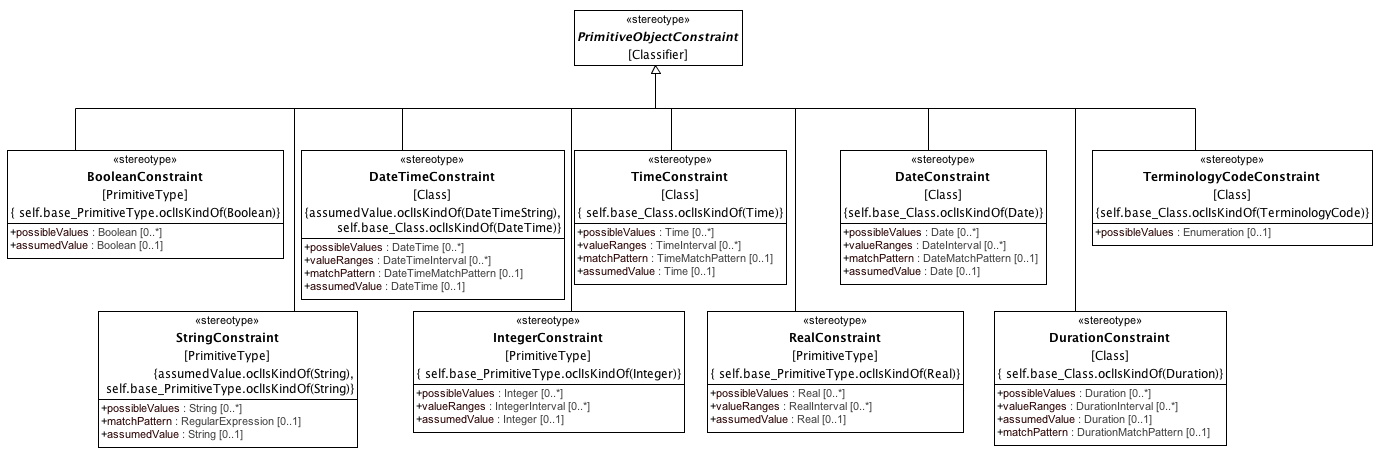 «stereotype»
PrimitiveObjectConstraint
[Classifier]
«stereotype»
BooleanConstraint
[PrimitiveType]
{ self.base_PrimitiveType.oclIsKindOf(Boolean)}
+possibleValues : Boolean [0..*]
+assumedValue : Boolean [0..1]
«stereotype»
DateTimeConstraint
[Class]
{assumedValue.oclIsKindOf(DateTimeString),
self.base_Class.oclIsKindOf(DateTime)}
+possibleValues : DateTime [0..*]
+valueRanges : DateTimeInterval [0..*]
+matchPattern : DateTimeMatchPattern [0..1]
+assumedValue : DateTime [0..1]
«stereotype»
TimeConstraint
[Class]
{ self.base_Class.oclIsKindOf(Time)}
+possibleValues : Time [0..*]
+valueRanges : TimeInterval [0..*]
+matchPattern : TimeMatchPattern [0..1]
+assumedValue : Time [0..1]
«stereotype»
DateConstraint
[Class]
{self.base_Class.oclIsKindOf(Date)}
+possibleValues : Date [0..*]
+valueRanges : DateInterval [0..*]
+matchPattern : DateMatchPattern [0..1]
+assumedValue : Date [0..1]
«stereotype»
TerminologyCodeConstraint
[Class]
{self.base_Class.oclIsKindOf(TerminologyCode)}
+possibleValues : Enumeration [0..1]
«stereotype»
StringConstraint
[PrimitiveType]
{assumedValue.oclIsKindOf(String),
self.base_PrimitiveType.oclIsKindOf(String)}
+possibleValues : String [0..*]
+matchPattern : RegularExpression [0..1]
+assumedValue : String [0..1]
«stereotype»
IntegerConstraint
[PrimitiveType]
{ self.base_PrimitiveType.oclIsKindOf(Integer)}
+possibleValues : Integer [0..*]
+valueRanges : IntegerInterval [0..*]
+assumedValue : Integer [0..1]
«stereotype»
RealConstraint
[PrimitiveType]
{ self.base_PrimitiveType.oclIsKindOf(Real)}
+possibleValues : Real [0..*]
+valueRanges : RealInterval [0..*]
+assumedValue : Real [0..1]
«stereotype»
DurationConstraint
[Class]
{ self.base_Class.oclIsKindOf(Duration)}
+possibleValues : Duration [0..*]
+valueRanges : DurationInterval [0..*]
+assumedValue : Duration [0..1]
+matchPattern : DurationMatchPattern [0..1]